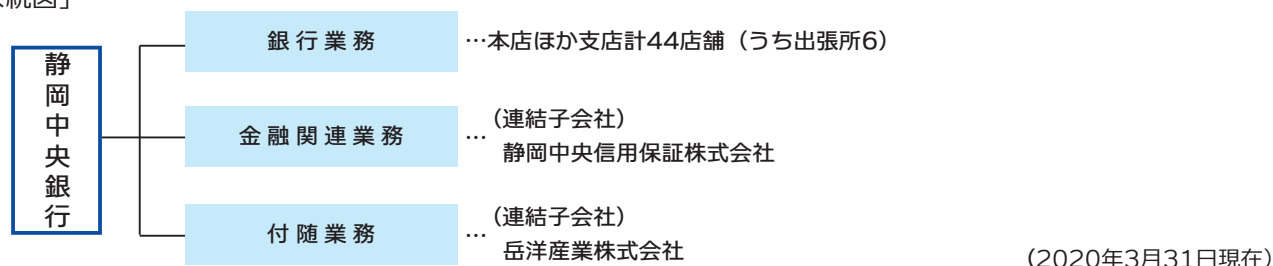 系統図」
静岡中央銀行
銀行業務 …本店ほか支店計44店舗（うち出張所6）
金融関連業務 …（連結子会社）
静岡中央信用保証株式会社
付随業務 …（連結子会社）
岳洋産業株式会社
（2020年3月31日現在）